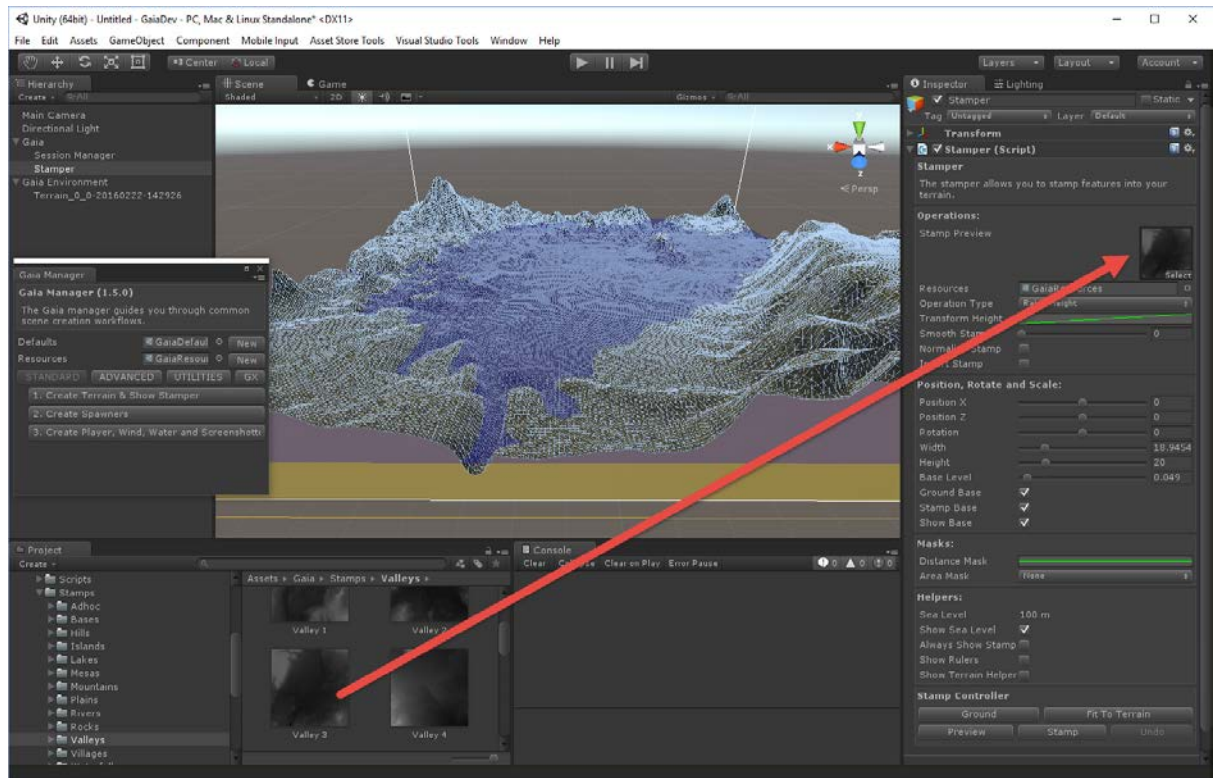 Unity (64bit) - Untitled - GaiaDev - PC, Mac & Linux Standalone* <DX11>
File Edit Assets GameObject Component Mobile Input Asset Store Tools Visual Studio Tools Window Help
Center Local
Layers Layout Account
Hierarchy
Create All
Main Camera
Directional Light
Gaia
Session Manager
Stamper
Gaia Environment
Terrain_0_0-20160222-142926
Scene Game
Shaded 2D Gizmos All
y
x
z
Persp
Gaia Manager
Gaia Manager (1.5.0)
The Gaia manager guides you through common
scene creation workflows.
Defaults GaiaDefaul New
Resources GaiaResoui New
STANDARD ADVANCED UTILITIES GX
1. Create Terrain & Show Stamper
2. Create Spawners
3. Create Player, Wind, Water and Screenshotte
Project
Create
Scripts
Stamps
Adhoc
Bases
Hills
Islands
Lakes
Mesas
Mountains
Plains
Rivers
Rocks
Valleys
Villages
Assets Gaia Stamps Valleys
Valley 1 Valley 2
Valley 3 Valley 4
Console
Clear Collapse Clear on Play Error Pause 0 0 0
Inspector Lighting
Stamper Static
Tag Untagged Layer Default
Transform
Stamper (Script)
Stamper
The stamper allows you to stamp features into your
terrain.
Operations:
Stamp Preview
Select
Resources GaiaResources
Operation Type Raise Height
Transform Height
Smooth Stamp 0
Normalise Stamp
Invert Stamp
Position, Rotate and Scale:
Position X 0
Position Z 0
Rotation 0
Width 18.9454
Height 20
Base Level 0.049
Ground Base
Stamp Base
Show Base
Masks:
Distance Mask
Area Mask None
Helpers:
Sea Level 100 m
Show Sea Level
Always Show Stamp
Show Rulers
Show Terrain Helper
Stamp Controller
Ground Fit To Terrain
Preview Stamp Undo